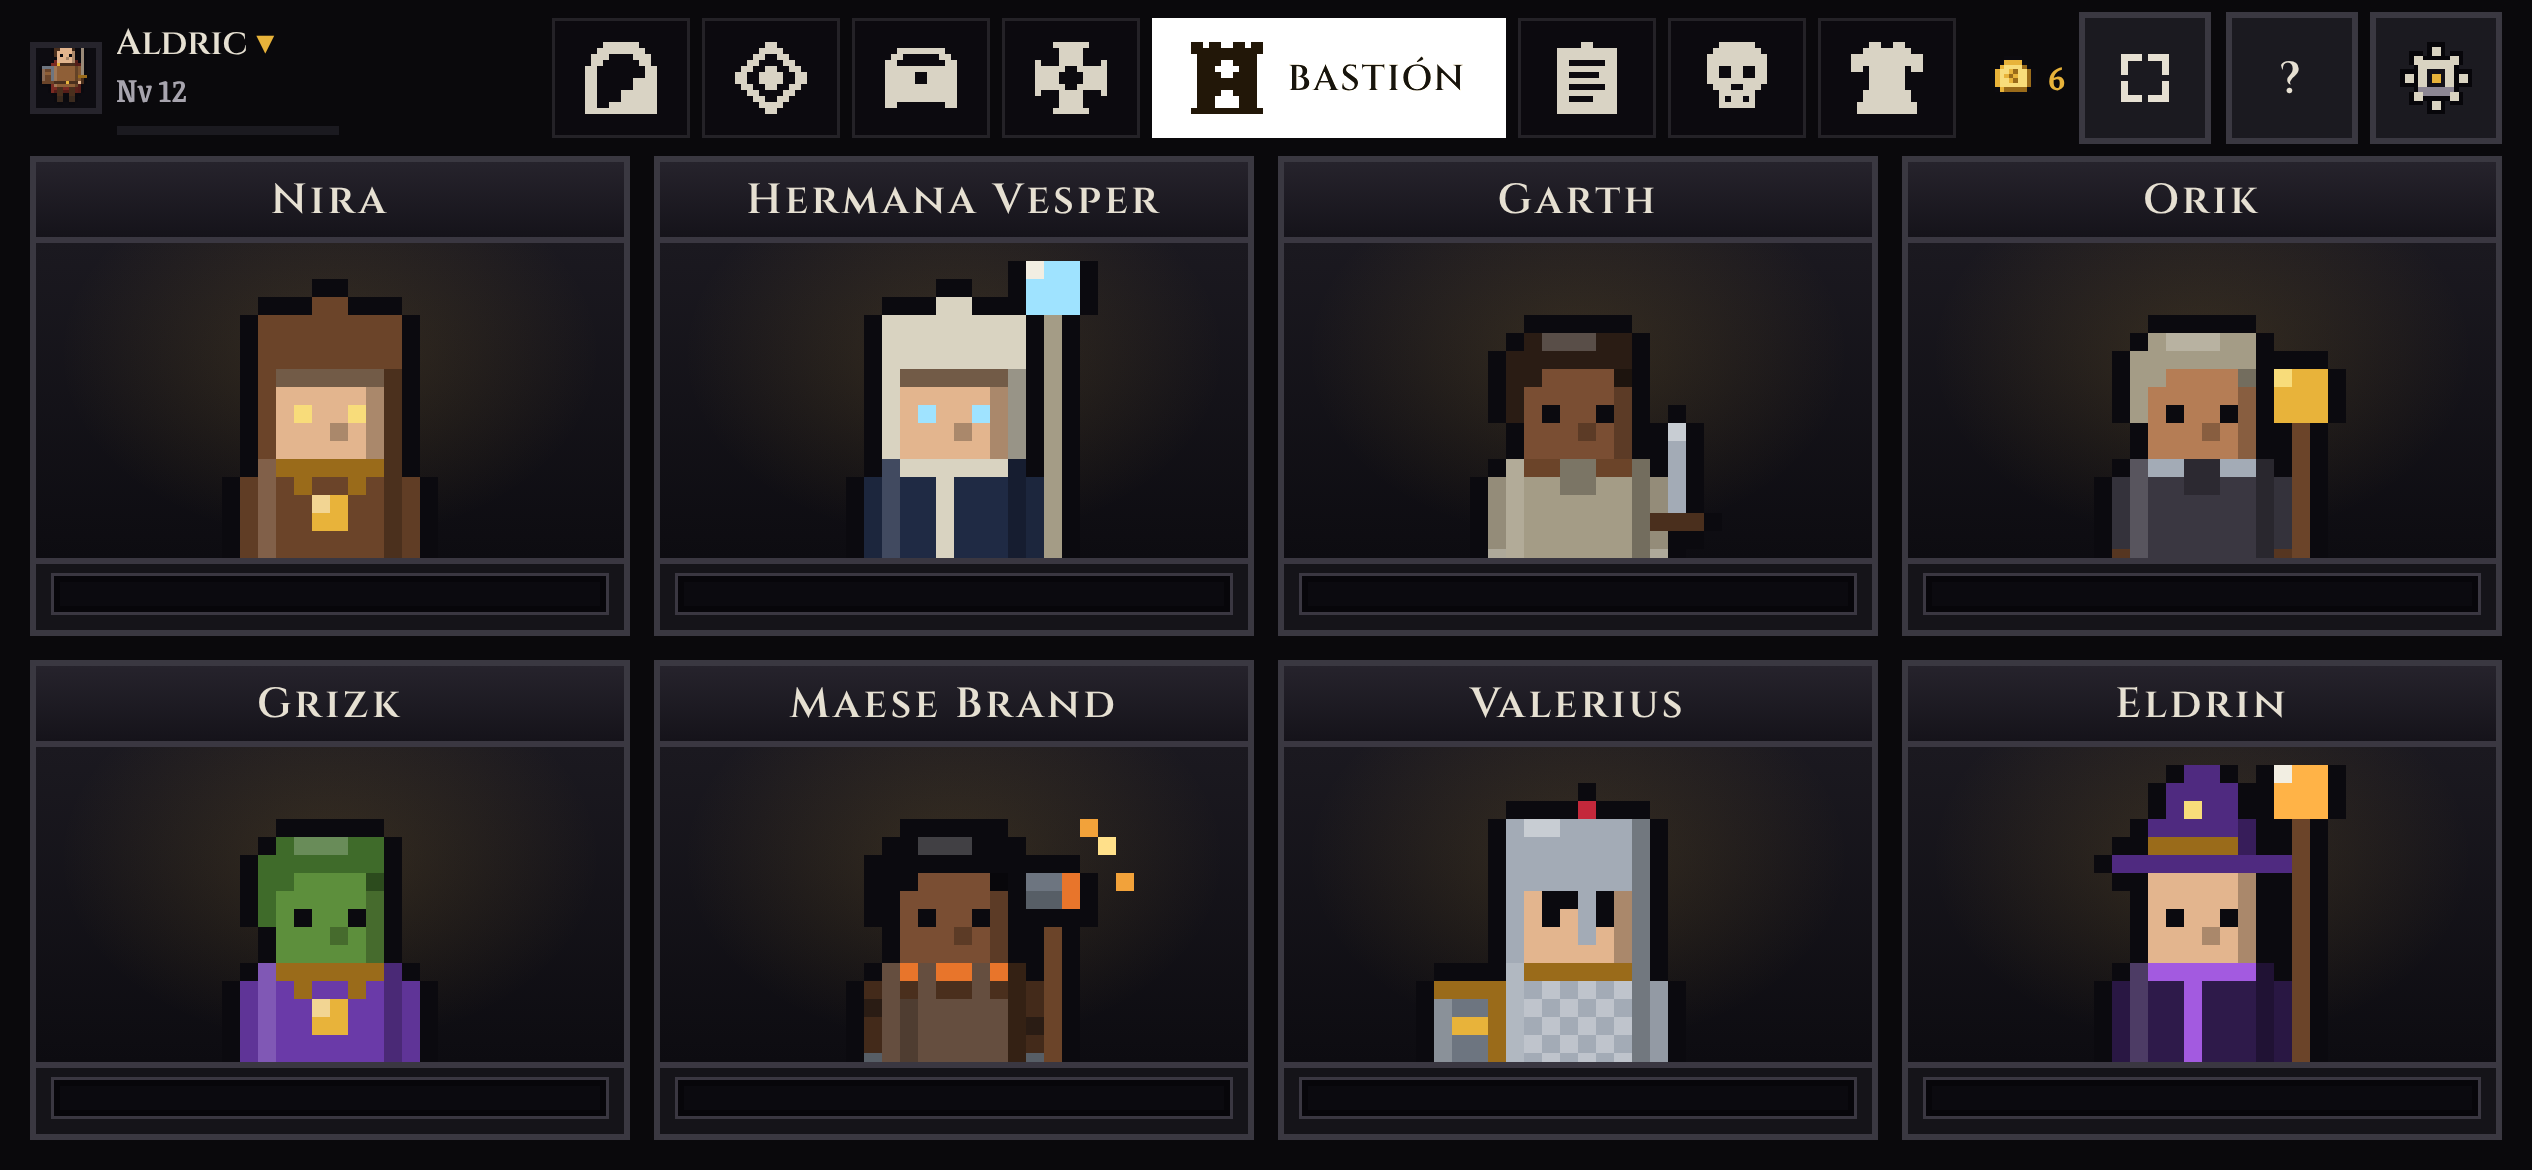 ALDRIC ▼
Nv 12
BASTIÓN
6
?
NIRA
HERMANA VESPER
GARTH
ORIK
GRIZK
MAESE BRAND
VALERIUS
ELDRIN